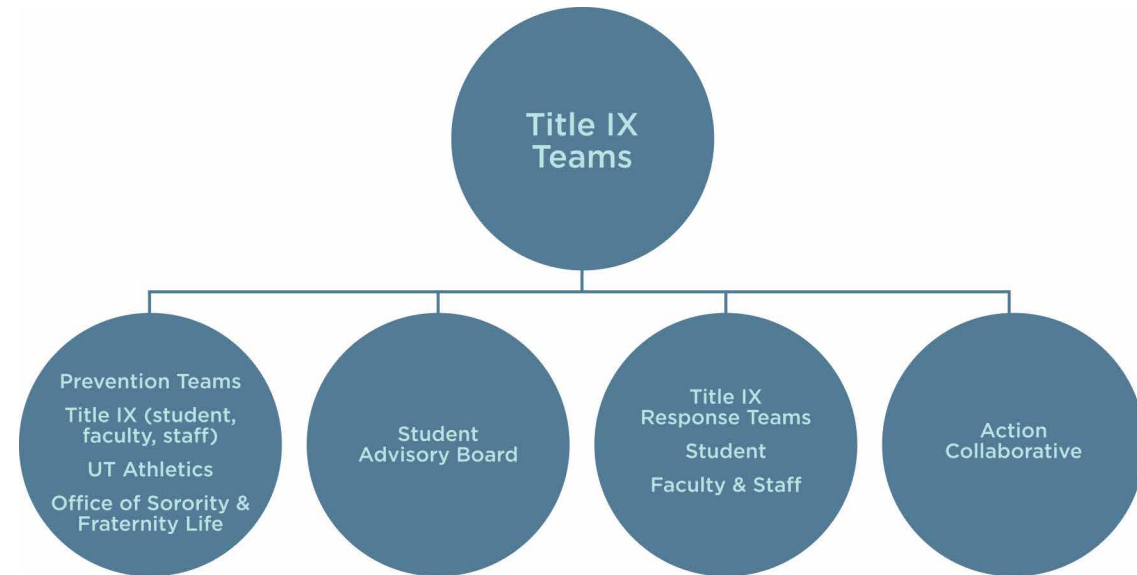 Title IX
Teams
Prevention Teams
Title IX (student,
faculty, staff)
UT Athletics
Office of Sorority &
Fraternity Life
Student
Advisory Board
Title IX
Response Teams
Student
Faculty & Staff
Action
Collaborative